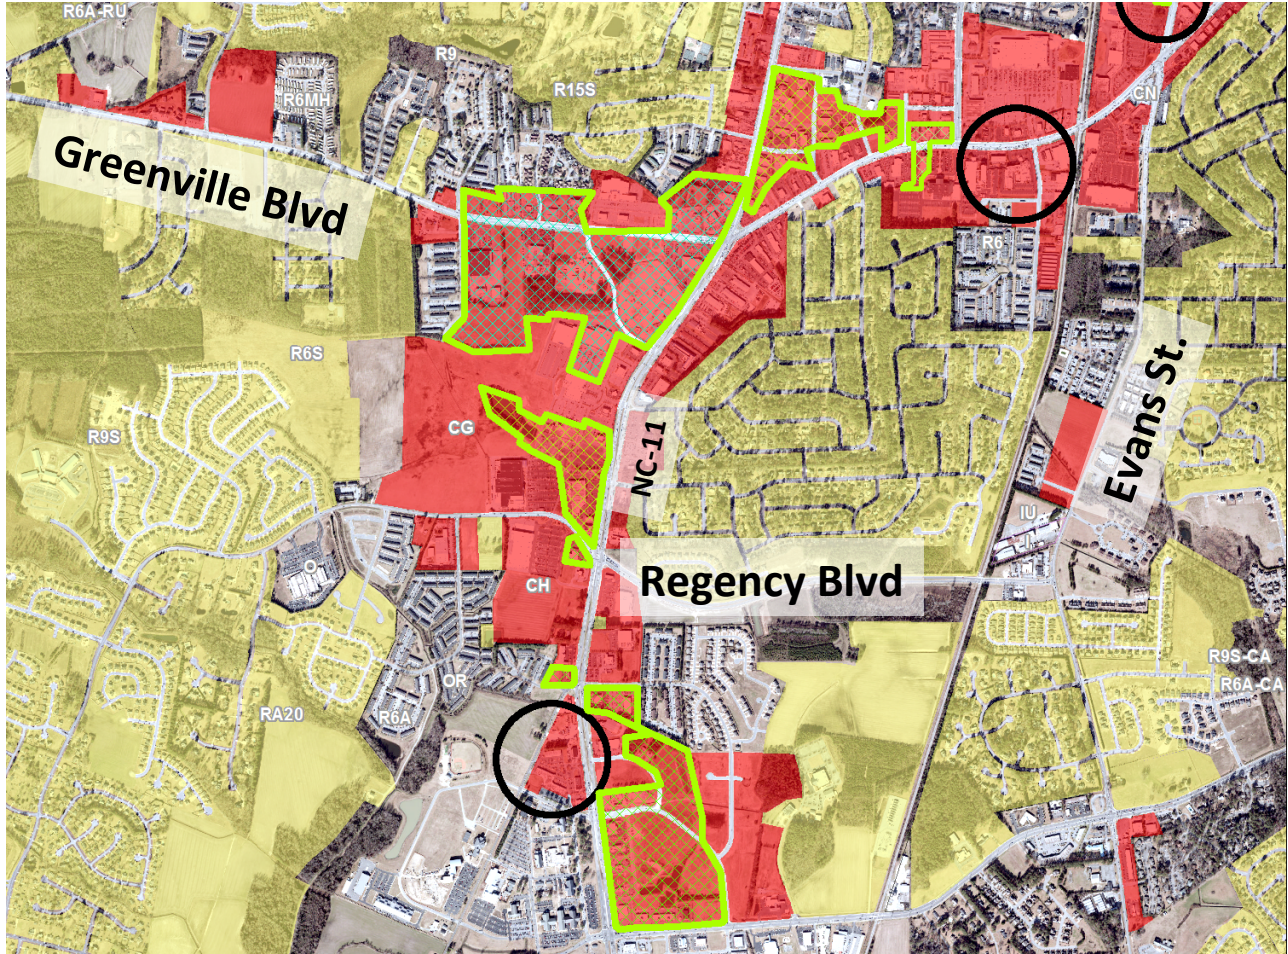 R6A-RU
R9
R15S
R6MH
CN
Greenville Blvd
R6
R6S
Evans St.
CG
R9S
NC-11
IU
O
CH
Regency Blvd
OR
R9S-CA
R6A-CA
RA20
R6A